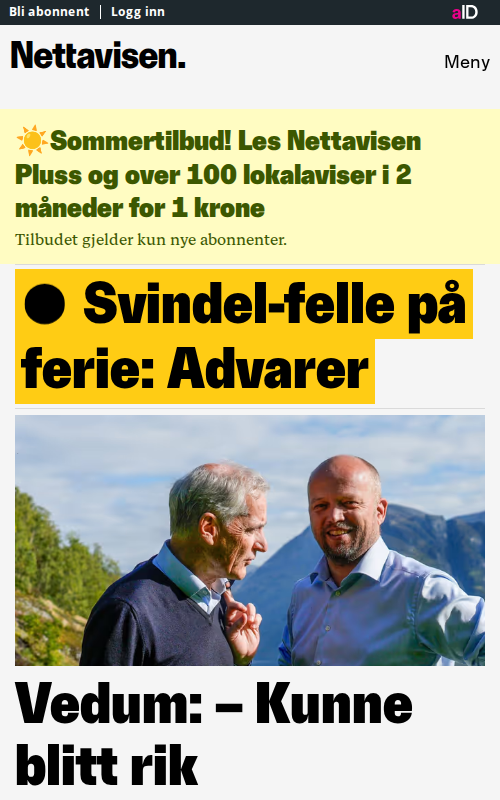 Bli abonnent | Logg inn
aID
Nettavisen.
Meny
☀️Sommertilbud! Les Nettavisen
Pluss og over 100 lokalaviser i 2
måneder for 1 krone
Tilbudet gjelder kun nye abonnenter.
● Svindel-felle på
ferie: Advarer
Vedum: – Kunne
blitt rik